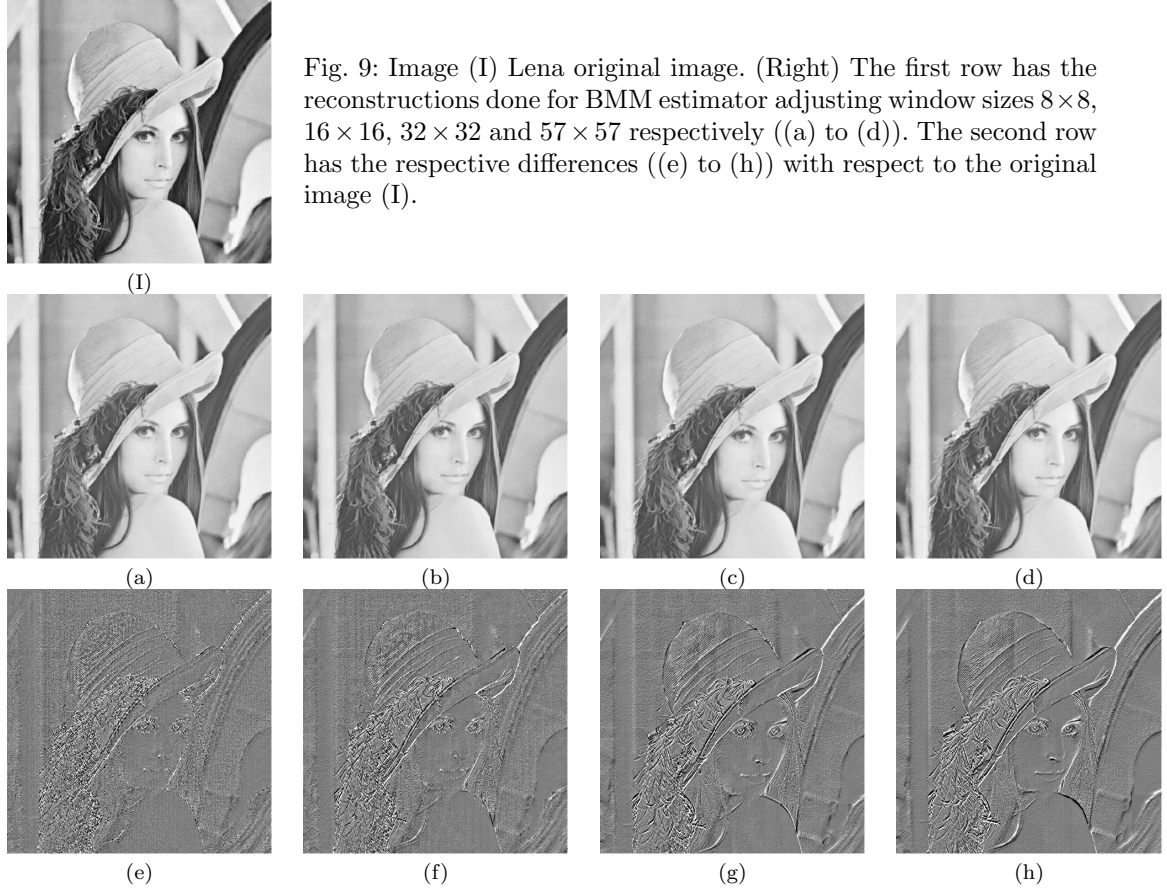 Fig. 9: Image (I) Lena original image. (Right) The first row has the
reconstructions done for BMM estimator adjusting window sizes 8×8,
16 × 16, 32 × 32 and 57 × 57 respectively ((a) to (d)). The second row
has the respective differences ((e) to (h)) with respect to the original
image (I).
(I)
(a) (b) (c) (d)
(e) (f) (g) (h)